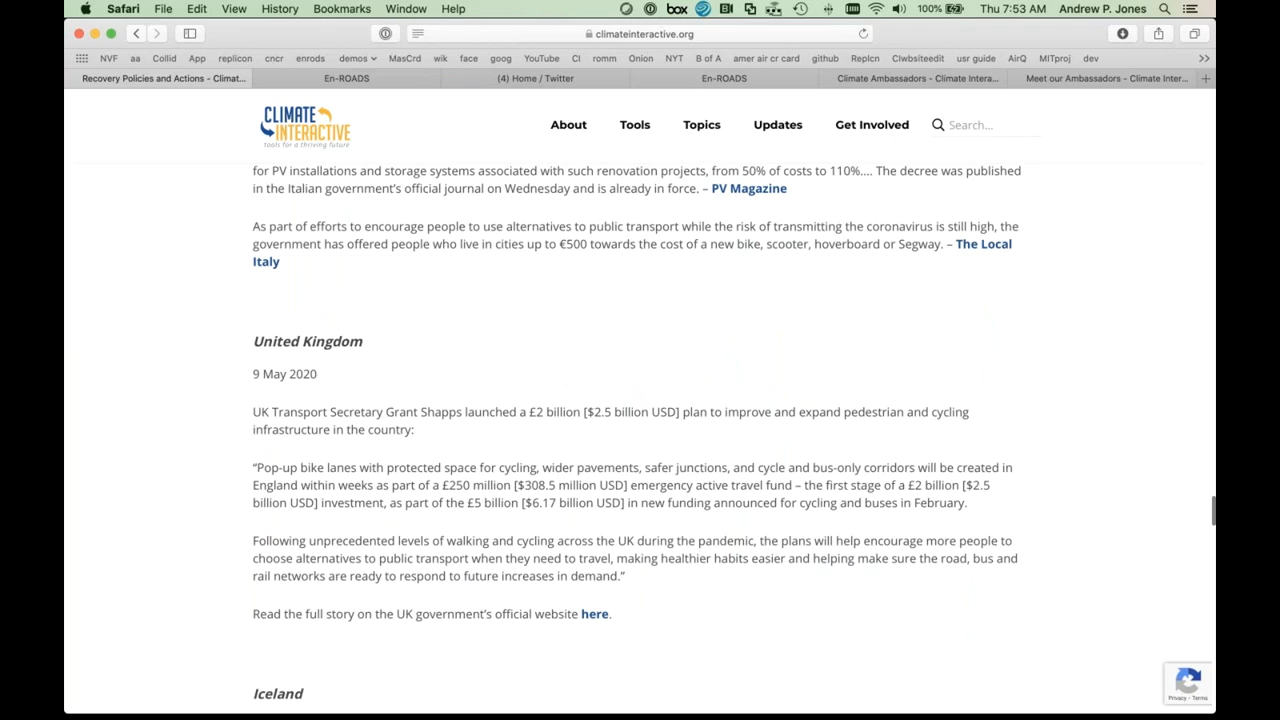 Safari File Edit View History Bookmarks Window Help box 100% Thu 7:53 AM Andrew P. Jones
climateinteractive.org
NVF aa Collid App replicon cncr enrods demos MasCrd wik face goog YouTube CI romm Onion NYT B of A amer air cr card github Replcn Clwbsiteedit usr guide AirQ MITproj dev
Recovery Policies and Actions - Climat... En-ROADS (4) Home / Twitter En-ROADS Climate Ambassadors - Climate Intera... Meet our Ambassadors - Climate Inter...
CLIMATE
INTERACTIVE
tools for a thriving future
About Tools Topics Updates Get Involved Search...
for PV installations and storage systems associated with such renovation projects, from 50% of costs to 110%.... The decree was published
in the Italian government's official journal on Wednesday and is already in force. – PV Magazine
As part of efforts to encourage people to use alternatives to public transport while the risk of transmitting the coronavirus is still high, the
government has offered people who live in cities up to €500 towards the cost of a new bike, scooter, hoverboard or Segway. – The Local
Italy
United Kingdom
9 May 2020
UK Transport Secretary Grant Shapps launched a £2 billion [$2.5 billion USD] plan to improve and expand pedestrian and cycling
infrastructure in the country:
“Pop-up bike lanes with protected space for cycling, wider pavements, safer junctions, and cycle and bus-only corridors will be created in
England within weeks as part of a £250 million [$308.5 million USD] emergency active travel fund – the first stage of a £2 billion [$2.5
billion USD] investment, as part of the £5 billion [$6.17 billion USD] in new funding announced for cycling and buses in February.
Following unprecedented levels of walking and cycling across the UK during the pandemic, the plans will help encourage more people to
choose alternatives to public transport when they need to travel, making healthier habits easier and helping make sure the road, bus and
rail networks are ready to respond to future increases in demand.”
Read the full story on the UK government's official website here.
Iceland
Privacy - Terms